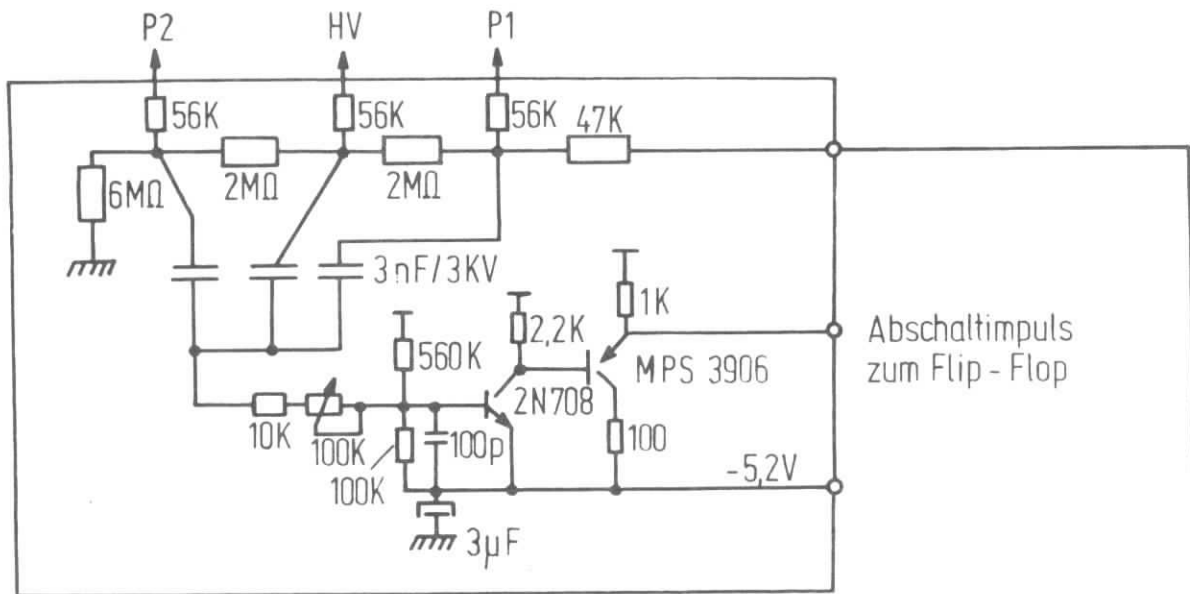 P2 HV P1
56K 56K 56K 47K
6MΩ 2MΩ 2MΩ
3nF/3KV
1K
2,2K
560K
MPS 3906
2N708
Abschaltimpuls
zum Flip-Flop
10K 100K 100p 100
100K
-5,2V
3µF